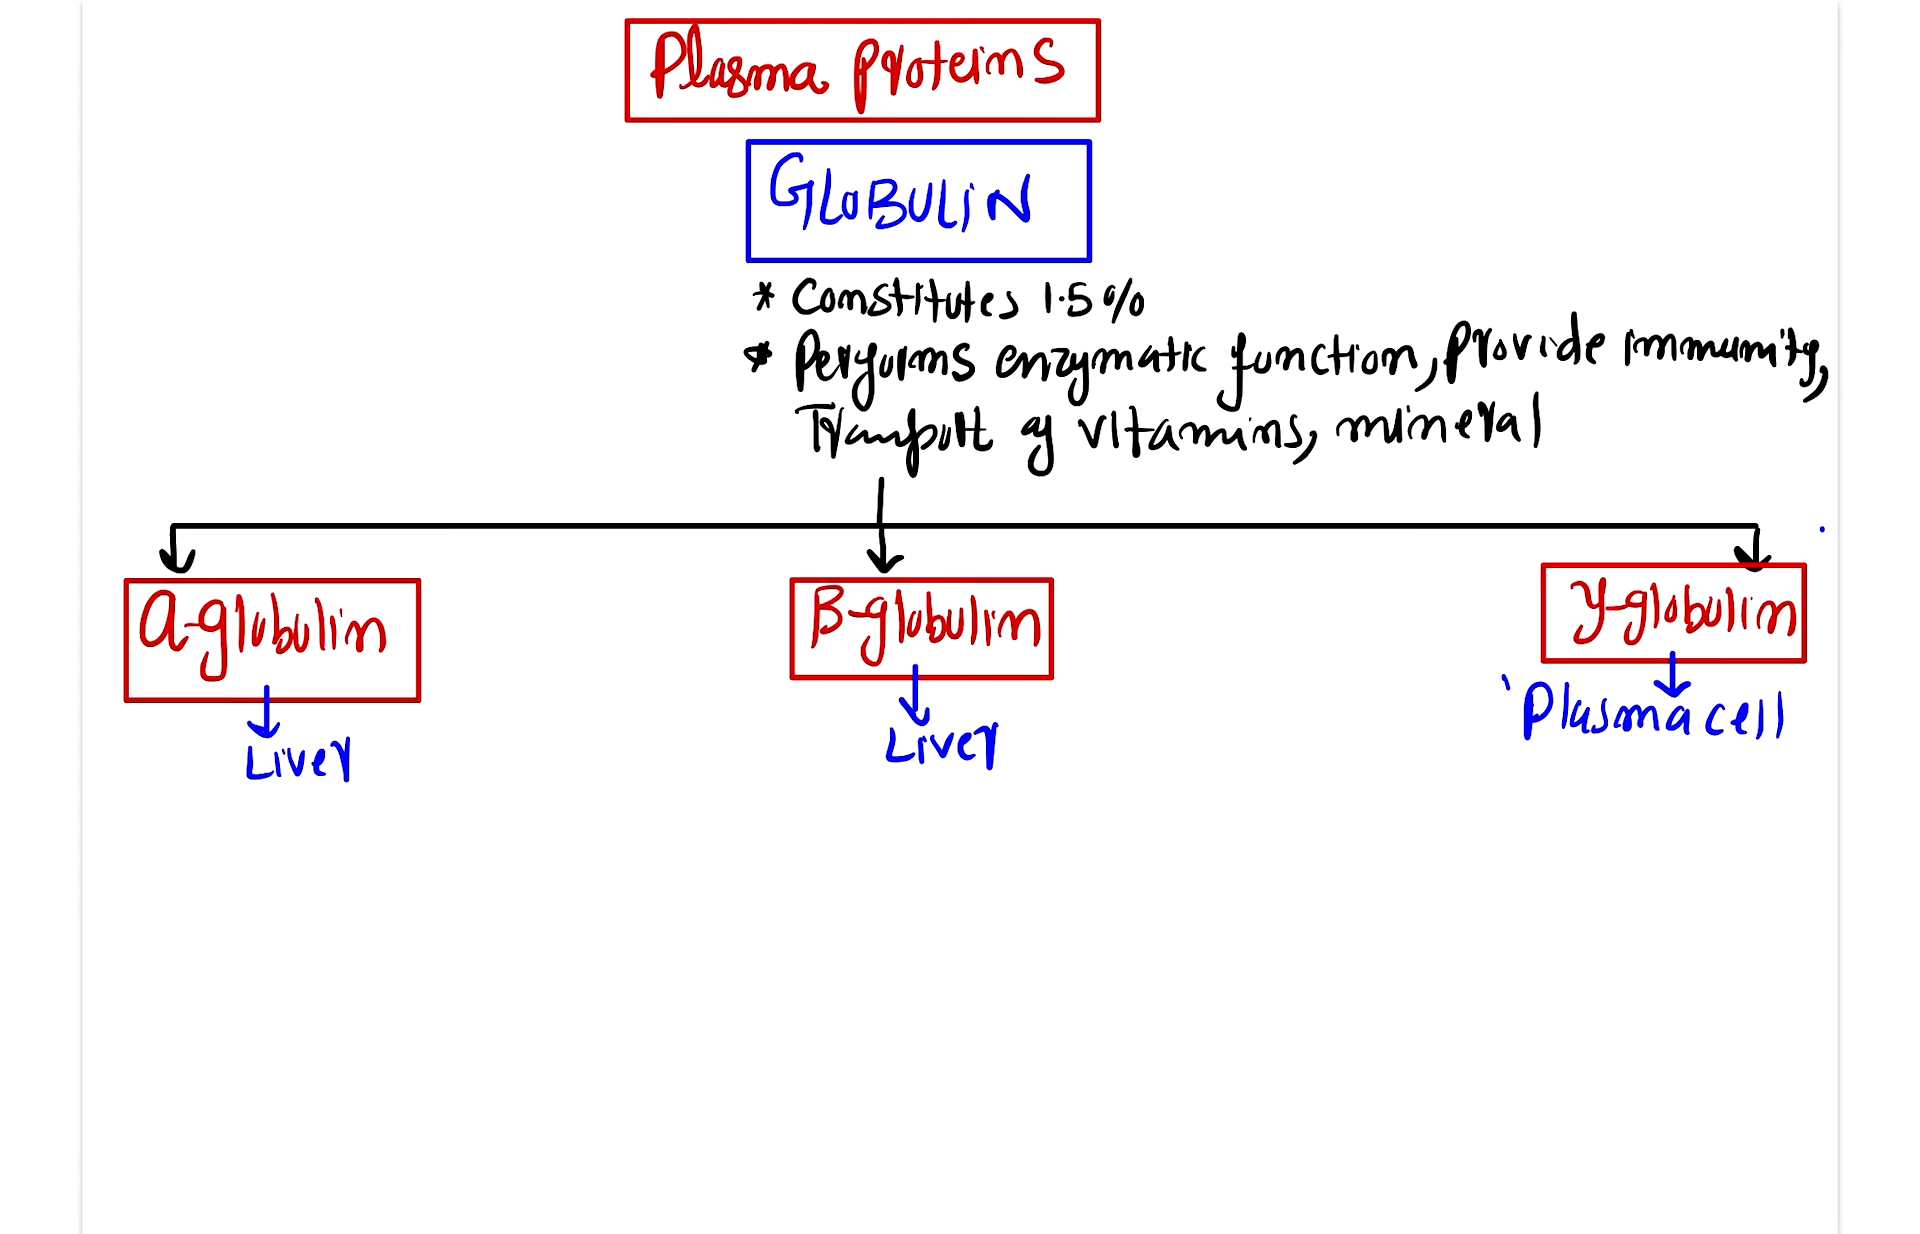 Plasma proteins
GLOBULIN
* Constitutes 1.5%
* Performs enzymatic function, provide immunity,
Transport of vitamins, mineral
α-globulin
β-globulin
γ-globulin
Liver
Liver
Plasma cell